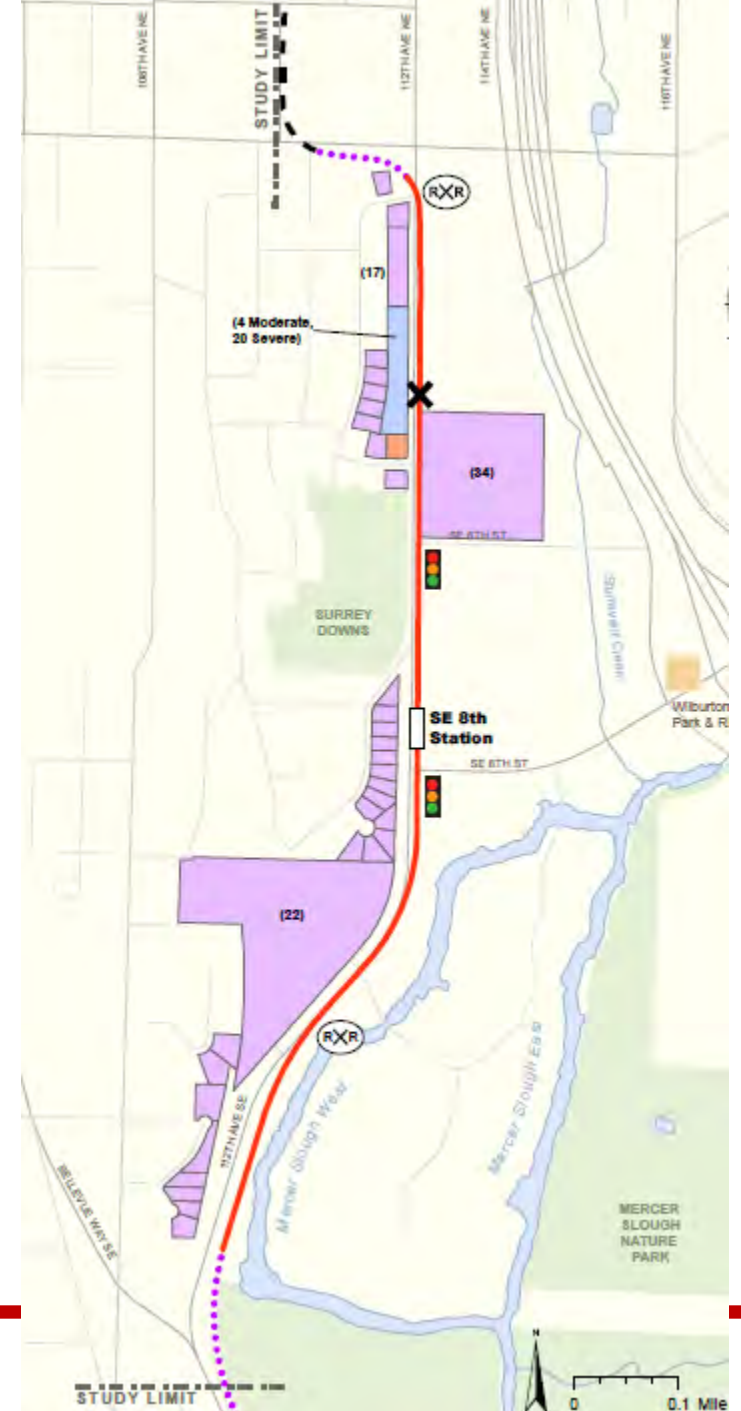 108TH AVE NE
STUDY LIMIT
112TH AVE NE
114TH AVE NE
116TH AVE NE
RXR
(17)
(4 Moderate,
20 Severe)
(34)
SE 6TH ST
SURREY
DOWNS
Sturtevant Creek
SE 8th
Station
Wilburton
Park & Ri
SE 8TH ST
(22)
RXR
112TH AVE SE
Mercer Slough West
Mercer Slough East
BELLEVUE WAY SE
MERCER
SLOUGH
NATURE
PARK
STUDY LIMIT
N
0
0.1 Mile